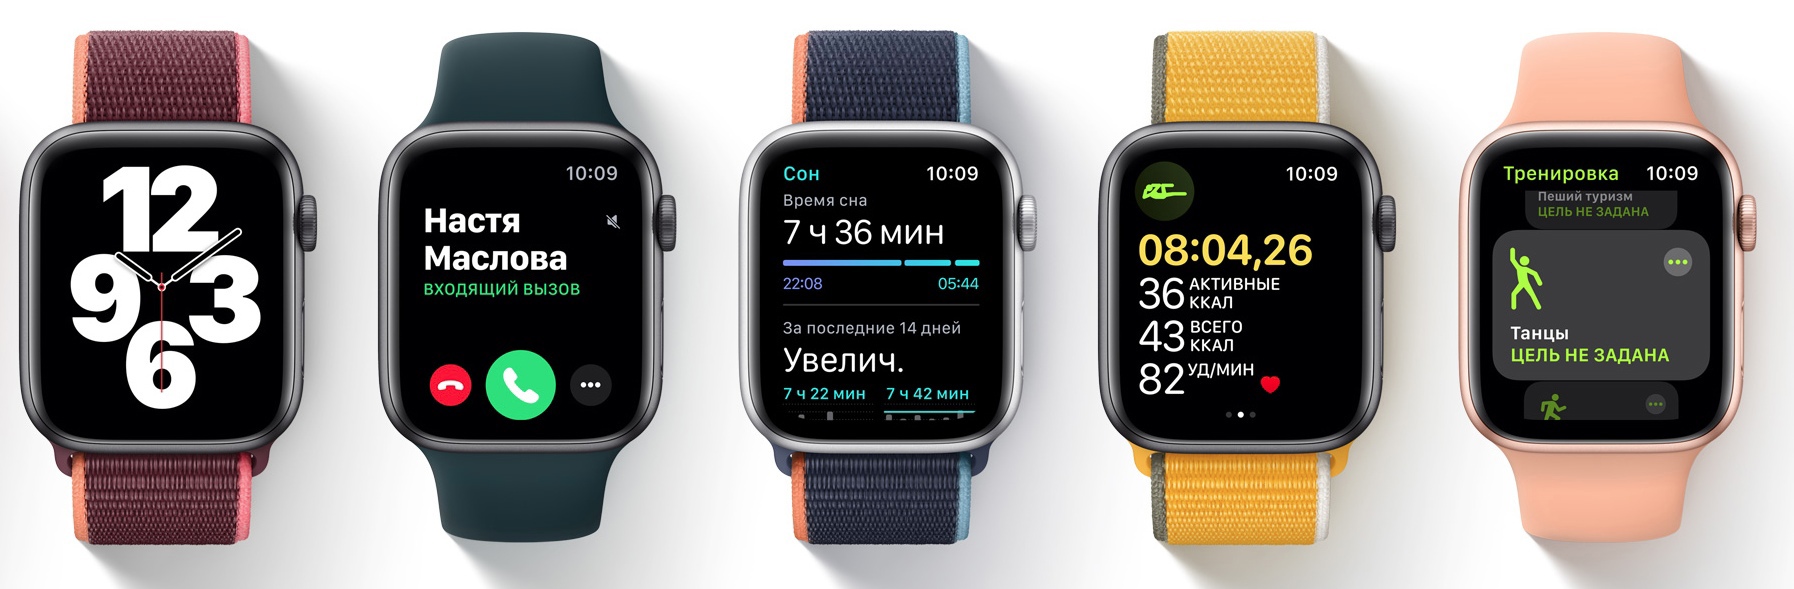 12
9 3
6
10:09
Настя
Маслова
ВХОДЯЩИЙ ВЫЗОВ
Сон 10:09
Время сна
7 ч 36 мин
22:08 05:44
За последние 14 дней
Увелич.
7 ч 22 мин 7 ч 42 мин
10:09
08:04,26
36 АКТИВНЫЕ
ККАЛ
43 ВСЕГО
ККАЛ
82 УД/МИН
Тренировка 10:09
Пеший туризм
ЦЕЛЬ НЕ ЗАДАНА
Танцы
ЦЕЛЬ НЕ ЗАДАНА